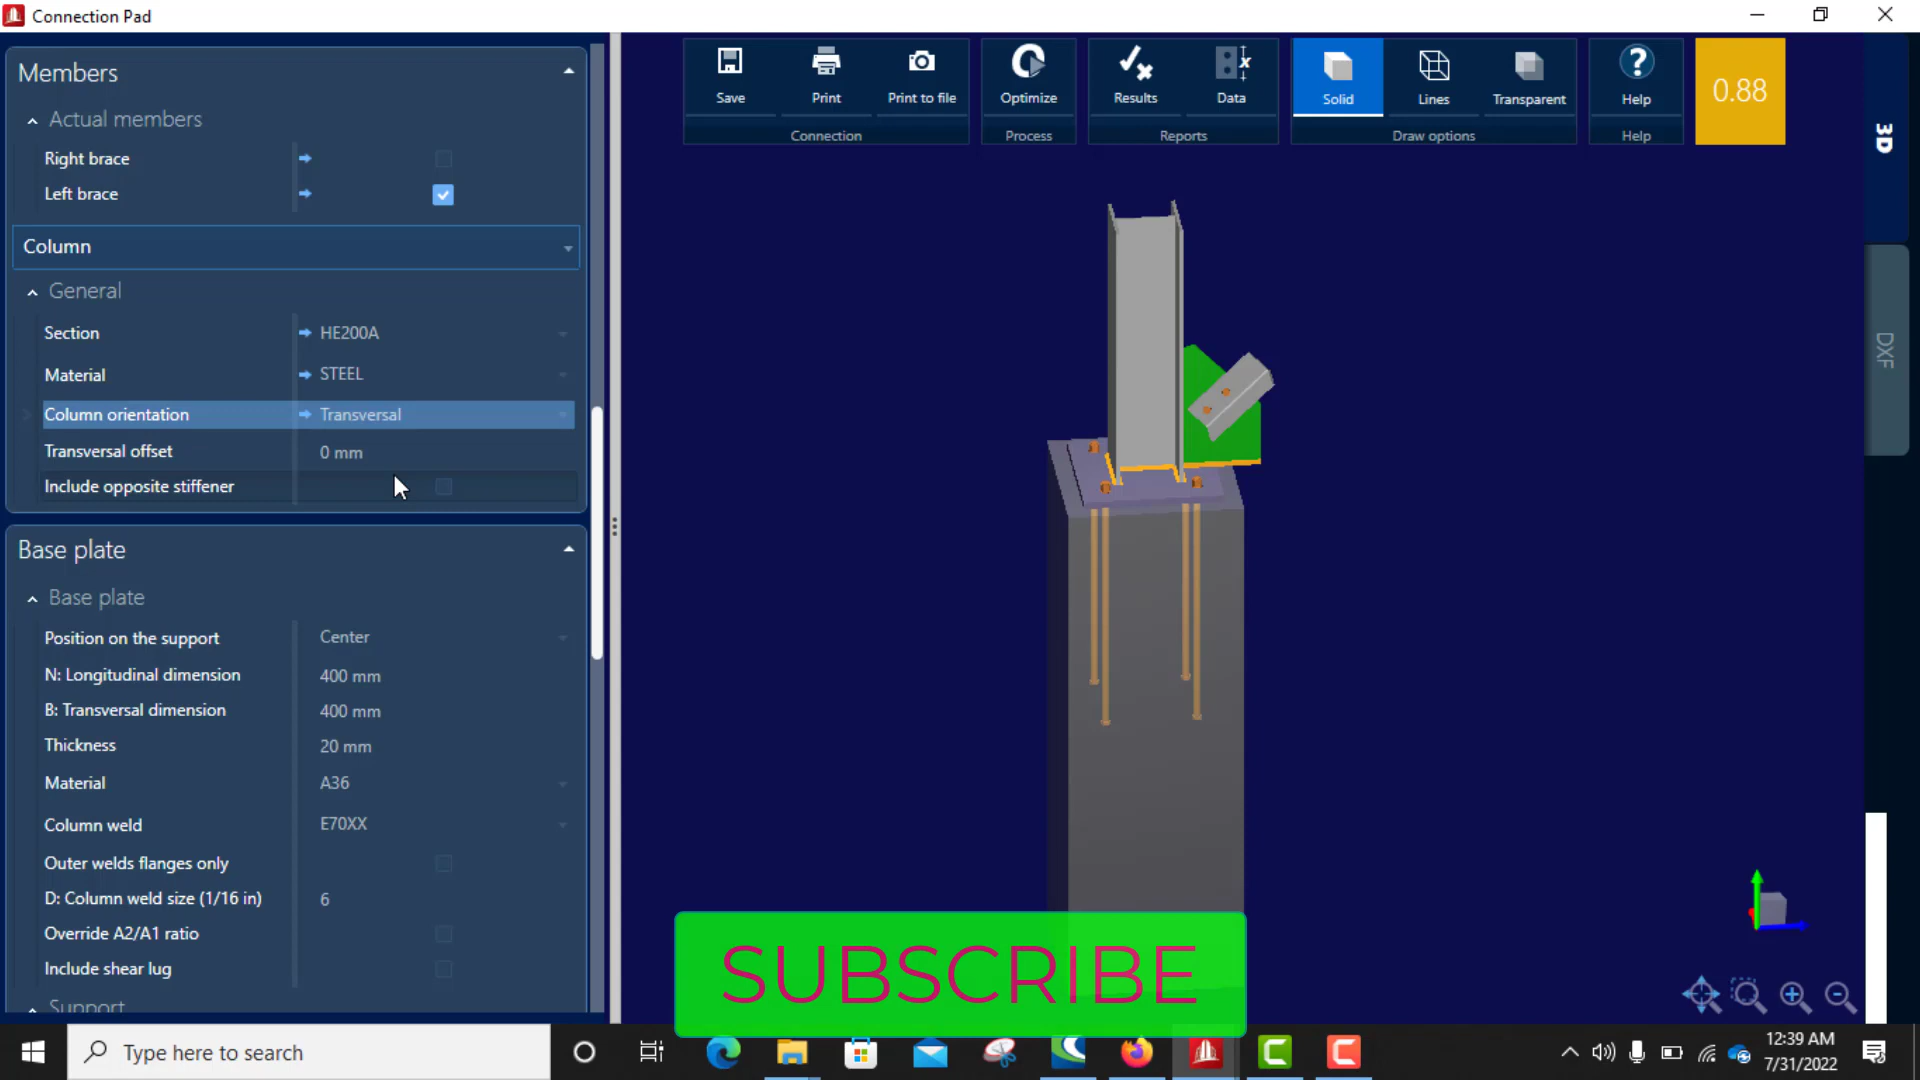 Connection Pad
Members
Actual members
Right brace
Left brace
Column
General
Section HE200A
Material STEEL
Column orientation Transversal
Transversal offset 0 mm
Include opposite stiffener
Base plate
Base plate
Position on the support Center
N: Longitudinal dimension 400 mm
B: Transversal dimension 400 mm
Thickness 20 mm
Material A36
Column weld E70XX
Outer welds flanges only
D: Column weld size (1/16 in) 6
Override A2/A1 ratio
Include shear lug
Support
Save Print Print to file Optimize Results Data Solid Lines Transparent Help
Connection Process Reports Draw options Help
0.88
3D
DXF
SUBSCRIBE
Type here to search
12:39 AM
7/31/2022